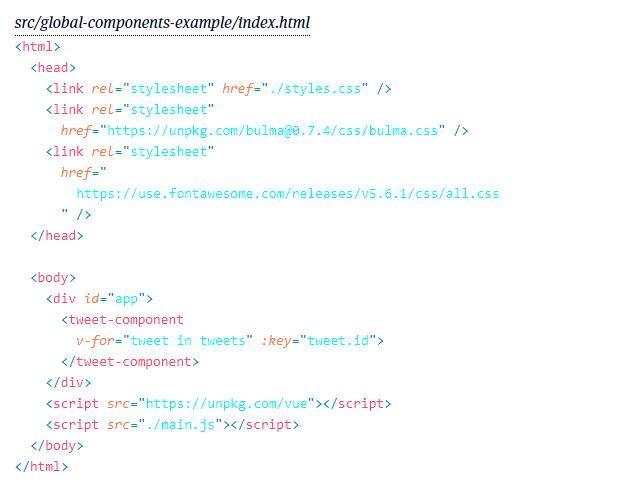 src/global-components-example/index.html
<html>
  <head>
    <link rel="stylesheet" href="./styles.css" />
    <link rel="stylesheet"
      href="https://unpkg.com/bulma@0.7.4/css/bulma.css" />
    <link rel="stylesheet"
      href="
        https://use.fontawesome.com/releases/v5.6.1/css/all.css
      " />
  </head>

  <body>
    <div id="app">
      <tweet-component
        v-for="tweet in tweets" :key="tweet.id">
      </tweet-component>
    </div>
    <script src="https://unpkg.com/vue"></script>
    <script src="./main.js"></script>
  </body>
</html>